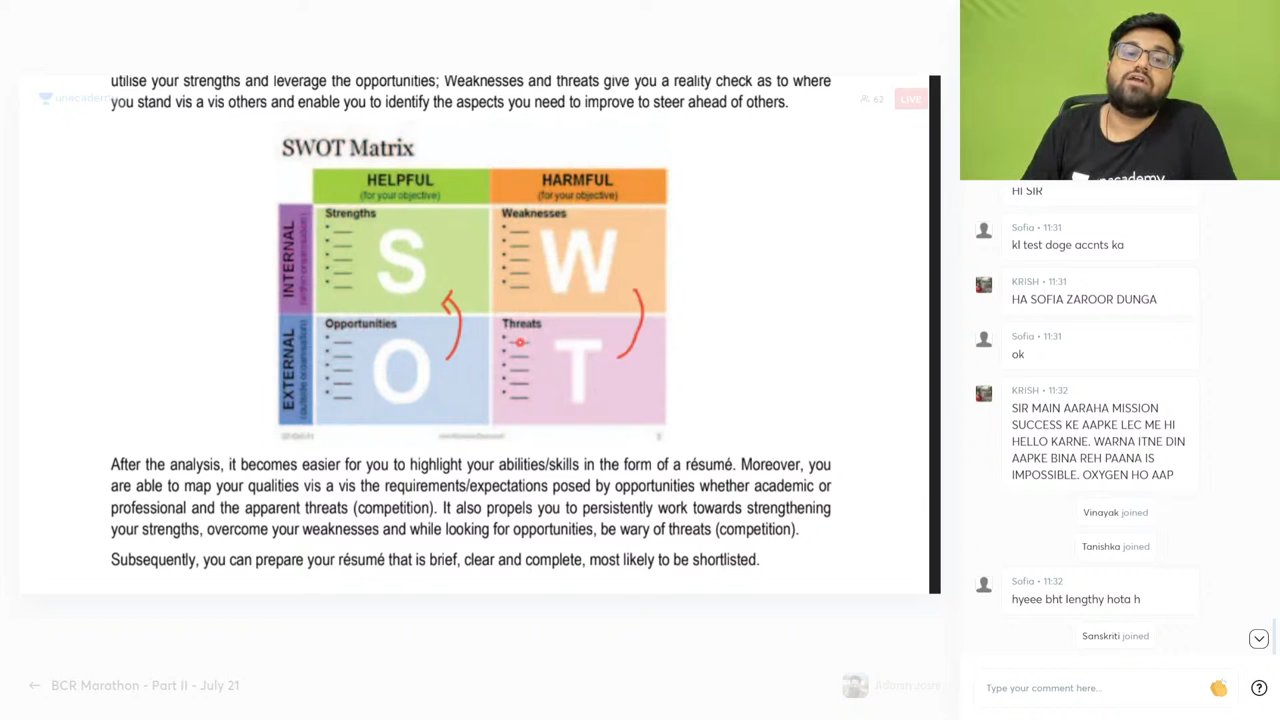 utilise your strengths and leverage the opportunities; Weaknesses and threats give you a reality check as to where
you stand vis a vis others and enable you to identify the aspects you need to improve to steer ahead of others.
unacademy
62
LIVE
SWOT Matrix
HELPFUL
(for your objective)
HARMFUL
(for your objective)
INTERNAL
(within organisation)
Strengths
S
Weaknesses
W
EXTERNAL
(outside organisation)
Opportunities
O
Threats
T
After the analysis, it becomes easier for you to highlight your abilities/skills in the form of a résumé. Moreover, you
are able to map your qualities vis a vis the requirements/expectations posed by opportunities whether academic or
professional and the apparent threats (competition). It also propels you to persistently work towards strengthening
your strengths, overcome your weaknesses and while looking for opportunities, be wary of threats (competition).
Subsequently, you can prepare your résumé that is brief, clear and complete, most likely to be shortlisted.
BCR Marathon - Part II - July 21
unacademy
HI SIR
Sofia • 11:31
kl test doge accnts ka
KRISH • 11:31
HA SOFIA ZAROOR DUNGA
Sofia • 11:31
ok
KRISH • 11:32
SIR MAIN AARAHA MISSION
SUCCESS KE AAPKE LEC ME HI
HELLO KARNE. WARNA ITNE DIN
AAPKE BINA REH PAANA IS
IMPOSSIBLE. OXYGEN HO AAP
Vinayak joined
Tanishka joined
Sofia • 11:32
hyeee bht lengthy hota h
Sanskriti joined
Type your comment here...